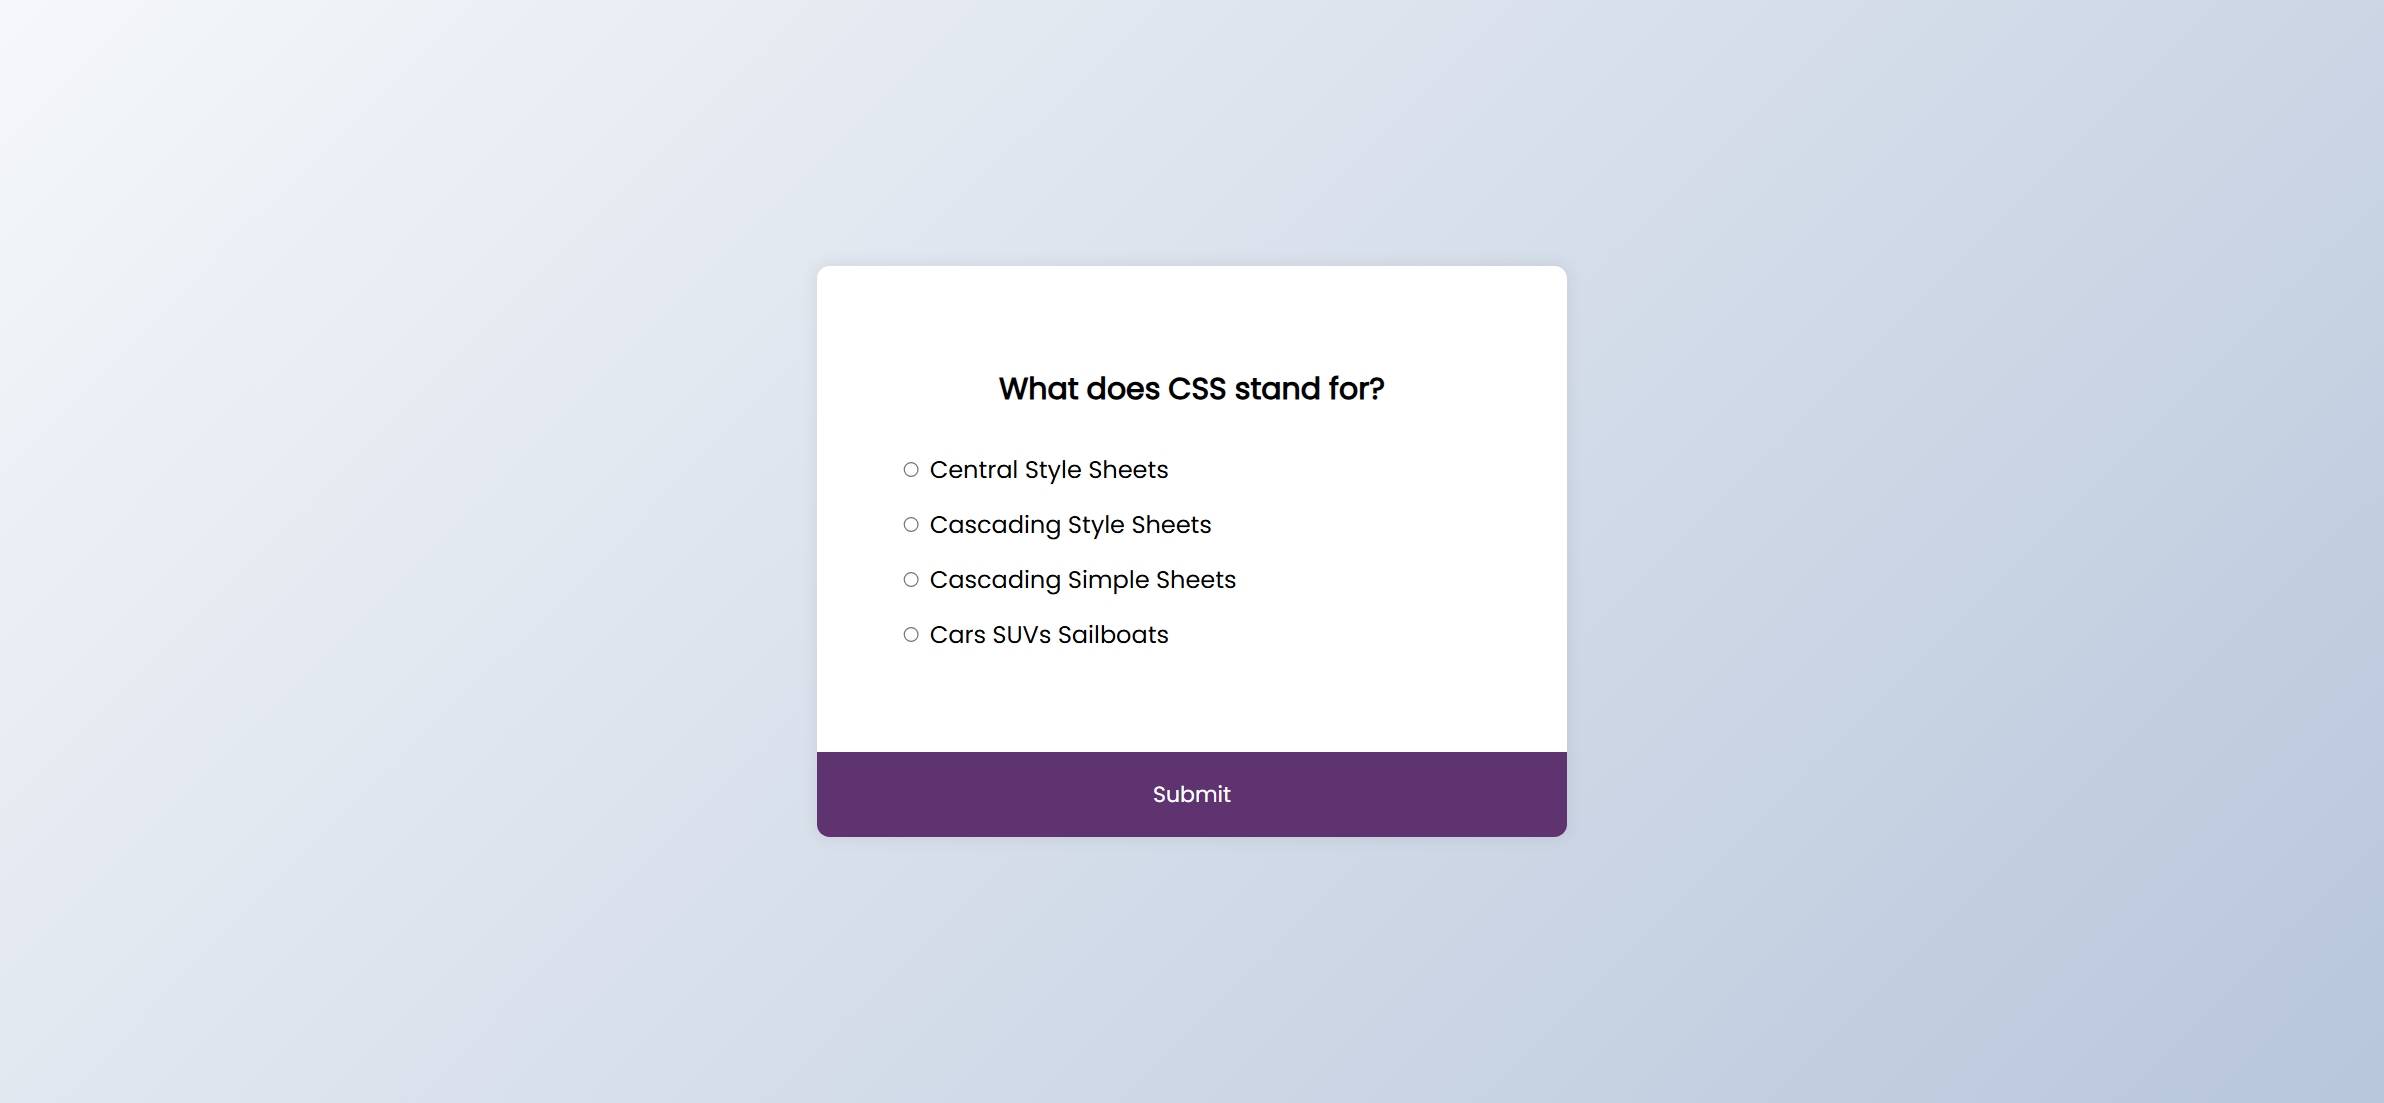 What does CSS stand for?
Central Style Sheets
Cascading Style Sheets
Cascading Simple Sheets
Cars SUVs Sailboats
Submit